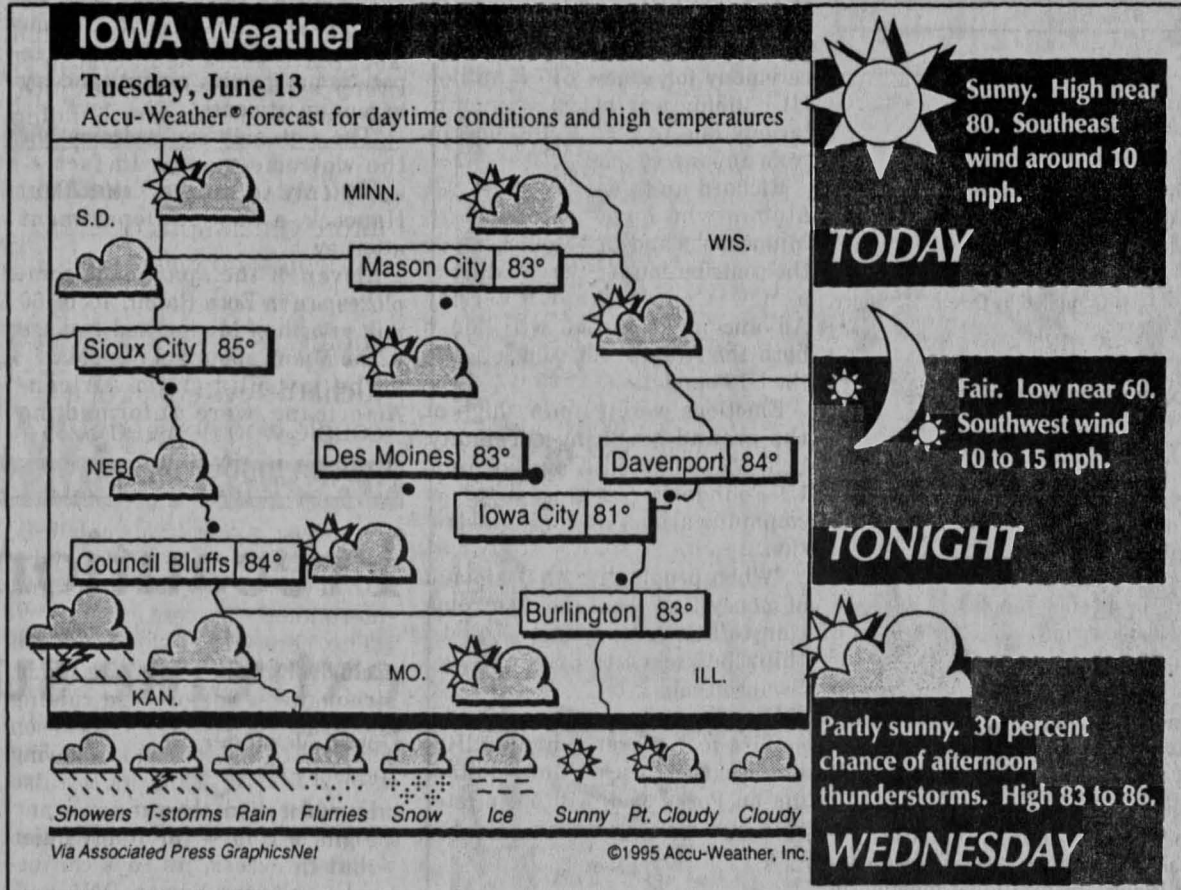 IOWA Weather
Tuesday, June 13
Accu-Weather® forecast for daytime conditions and high temperatures
S.D.
MINN.
WIS.
Mason City 83°
Sioux City 85°
NEB.
Des Moines 83°
Davenport 84°
Iowa City 81°
Council Bluffs 84°
Burlington 83°
KAN.
MO.
ILL.
Showers T-storms Rain Flurries Snow Ice Sunny Pt. Cloudy Cloudy
Via Associated Press GraphicsNet
©1995 Accu-Weather, Inc.
Sunny. High near
80. Southeast
wind around 10
mph.
TODAY
Fair. Low near 60.
Southwest wind
10 to 15 mph.
TONIGHT
Partly sunny. 30 percent
chance of afternoon
thunderstorms. High 83 to 86.
WEDNESDAY